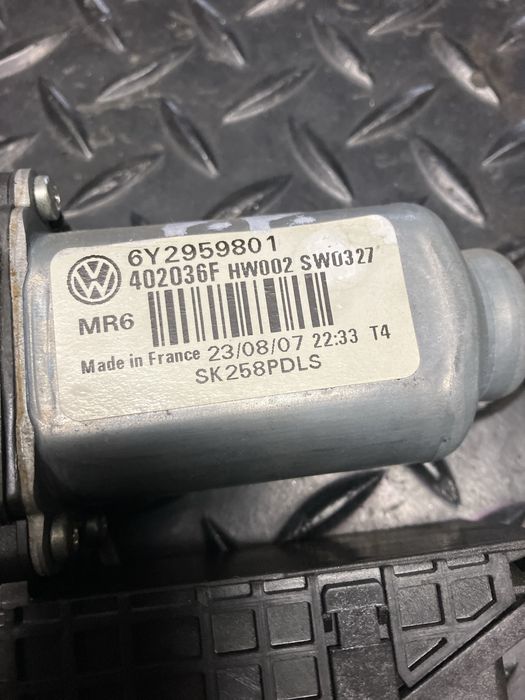 6Y2959801
402036F HW002 SW0327
MR6
Made in France 23/08/07 22:33 T4
SK258PDLS